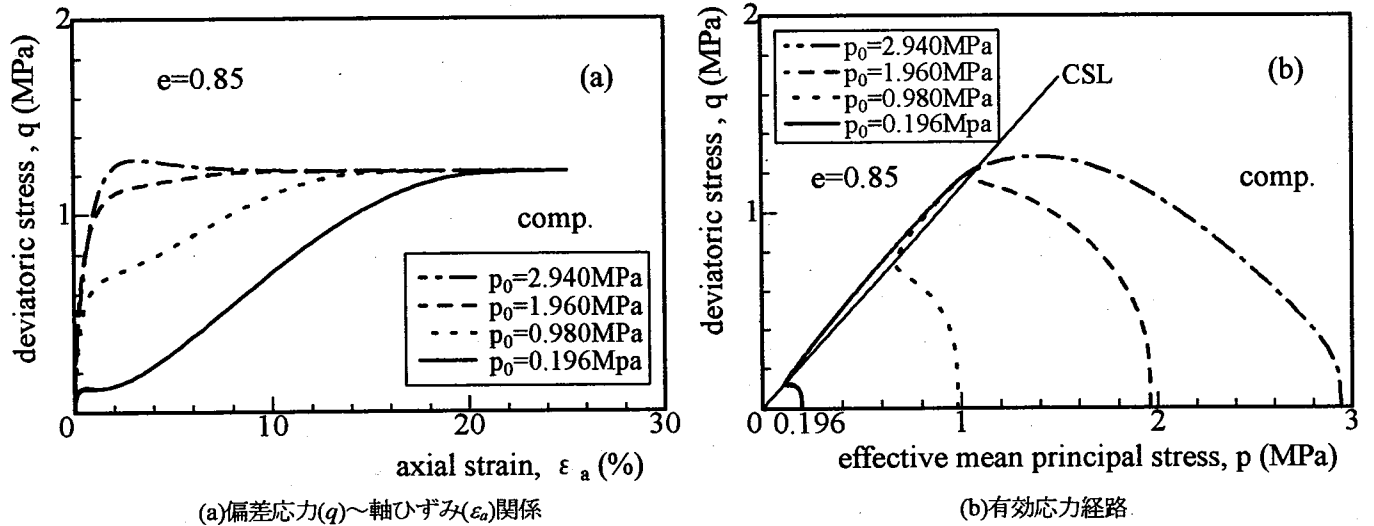 2
deviatoric stress , q (MPa)
e=0.85
(a)
1
comp.
p₀=2.940MPa
p₀=1.960MPa
p₀=0.980MPa
p₀=0.196Mpa
0
10
20
30
axial strain, ε a (%)
(a)偏差応力(q)～軸ひずみ(εa)関係
2
deviatoric stress , q (MPa)
p₀=2.940MPa
p₀=1.960MPa
p₀=0.980MPa
p₀=0.196Mpa
CSL
(b)
e=0.85
comp.
1
0
0.196
1
2
3
effective mean principal stress, p (MPa)
(b)有効応力経路